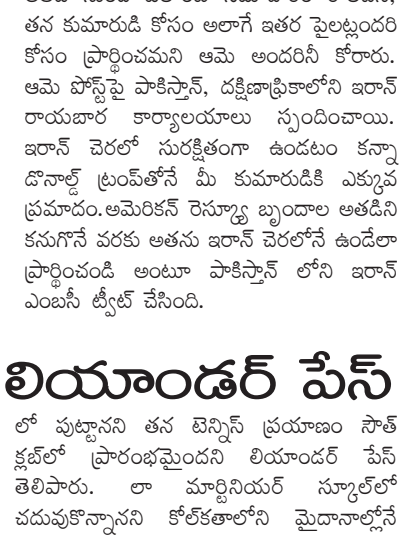 తన కుమారుడి కోసం అలాగే ఇతర పైలట్లందరి
కోసం ప్రార్థించమని ఆమె అందరినీ కోరారు.
ఆమె పోస్ట్‌పై పాకిస్తాన్, దక్షిణాఫ్రికాలోని ఇరాన్
రాయబార కార్యాలయాలు స్పందించాయి.
ఇరాన్ చెరలో సురక్షితంగా ఉండటం కన్నా
డొనాల్డ్ ట్రంప్‌తోనే మీ కుమారుడికి ఎక్కువ
ప్రమాదం.అమెరికన్ రెస్క్యూ బృందాల అతడిని
కనుగొనే వరకు అతను ఇరాన్ చెరలోనే ఉండేలా
ప్రార్థించండి అంటూ పాకిస్తాన్ లోని ఇరాన్
ఎంబసీ ట్వీట్ చేసింది.
లియాండర్ పేస్
లో పుట్టానని తన టెన్నిస్ ప్రయాణం సౌత్
క్లబ్‌లో ప్రారంభమైందని లియాండర్ పేస్
తెలిపారు. లా మార్టినియర్ స్కూల్‌లో
చదువుకొన్నానని కోల్‌కతాలోని మైదానాల్లోనే